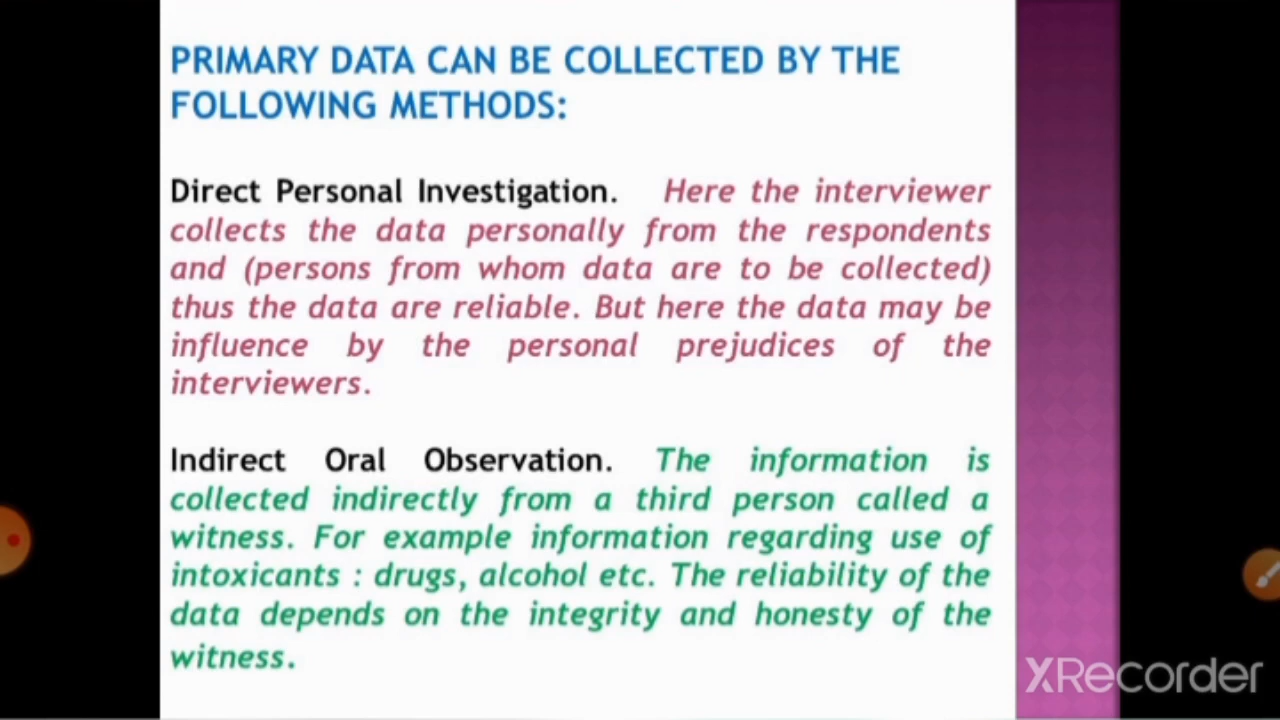 PRIMARY DATA CAN BE COLLECTED BY THE
FOLLOWING METHODS:
Direct Personal Investigation. Here the interviewer
collects the data personally from the respondents
and (persons from whom data are to be collected)
thus the data are reliable. But here the data may be
influence by the personal prejudices of the
interviewers.
Indirect Oral Observation. The information is
collected indirectly from a third person called a
witness. For example information regarding use of
intoxicants : drugs, alcohol etc. The reliability of the
data depends on the integrity and honesty of the
witness.
XRecorder